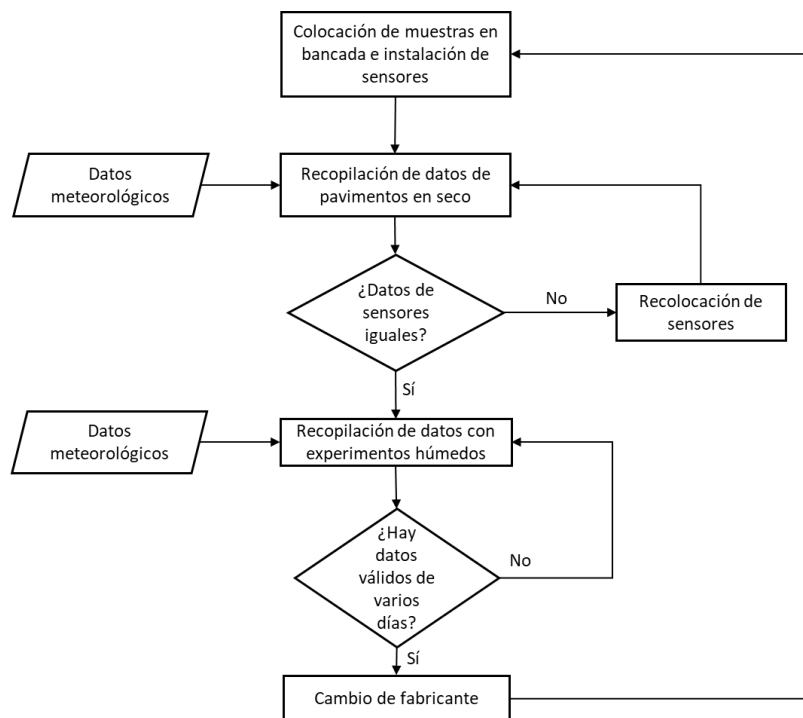 Colocación de muestras en
bancada e instalación de
sensores
Datos
meteorológicos
Recopilación de datos de
pavimentos en seco
¿Datos de
sensores
iguales?
No
Recolocación de
sensores
Sí
Datos
meteorológicos
Recopilación de datos con
experimentos húmedos
¿Hay
datos
válidos de
varios
días?
No
Sí
Cambio de fabricante